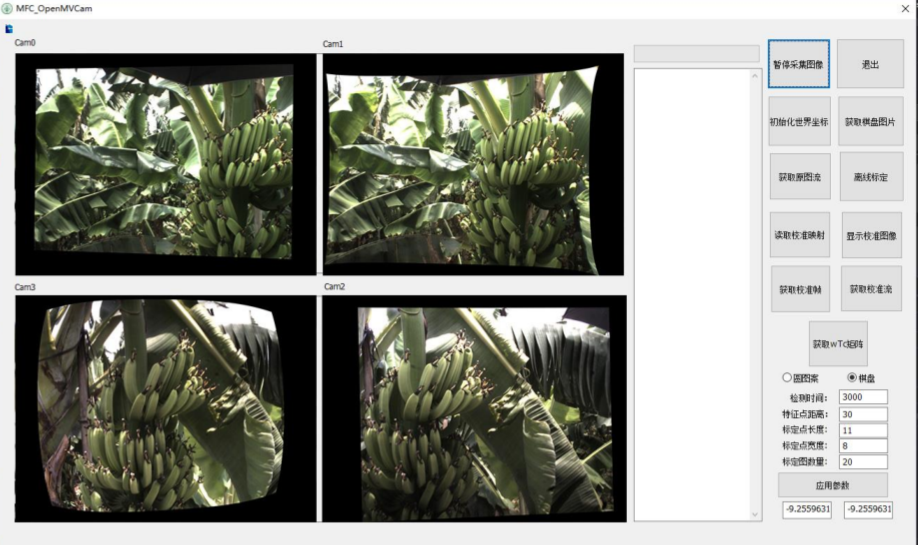 MFC_OpenMVCam
Cam0
Cam1
Cam3
Cam2
暂停采集图像
退出
初始化世界坐标
获取棋盘图片
获取原图流
离线标定
读取校准映射
显示校准图像
获取校准帧
获取校准流
获取wTc矩阵
圆图案
棋盘
检测时间: 3000
特征点距离: 30
标定点长度: 11
标定点宽度: 8
标定图数量: 20
应用参数
-9.2559631
-9.2559631